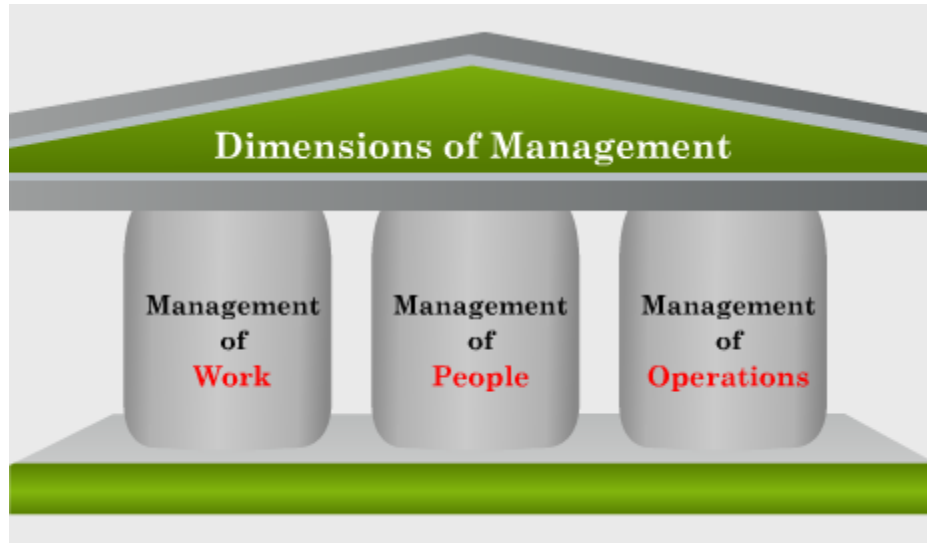 Dimensions of Management
Management
of
Work
Management
of
People
Management
of
Operations